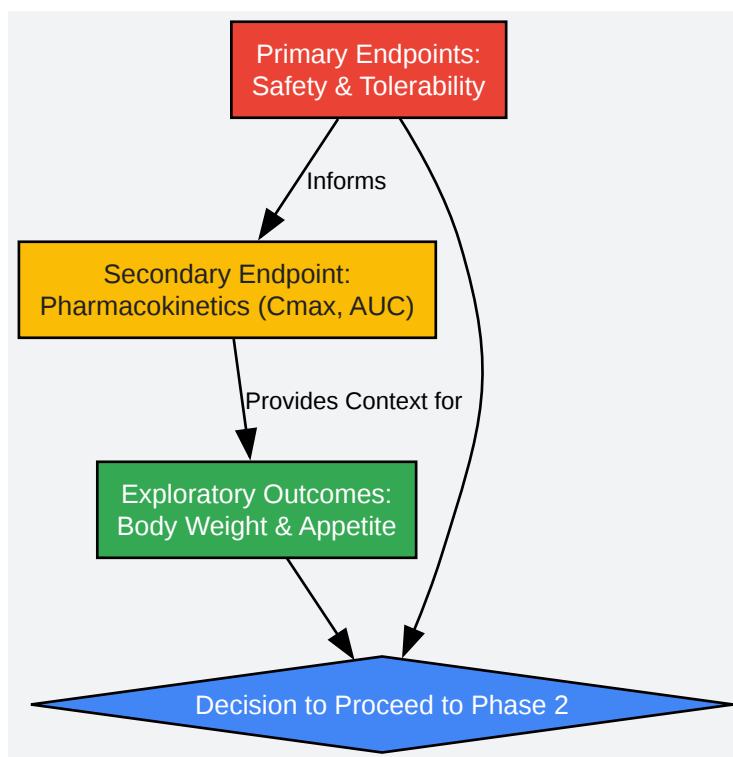 Primary Endpoints:
Safety & Tolerability
Informs
Secondary Endpoint:
Pharmacokinetics (Cmax, AUC)
Provides Context for
Exploratory Outcomes:
Body Weight & Appetite
Decision to Proceed to Phase 2